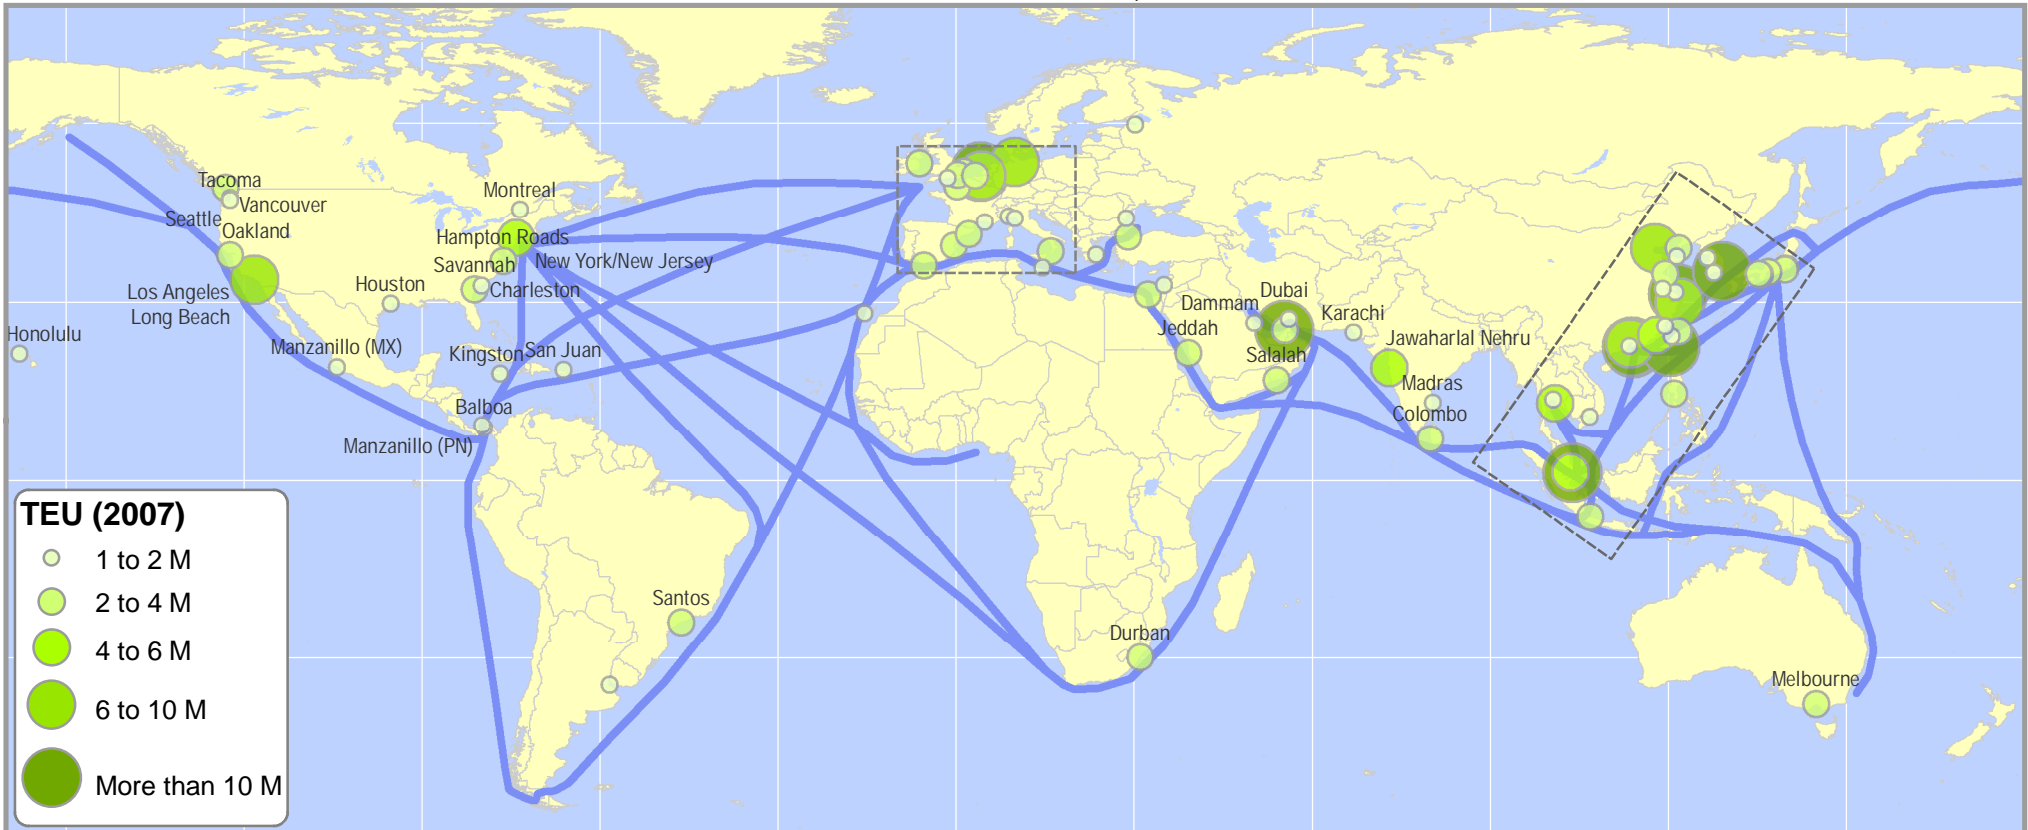 Tacoma
Vancouver
Seattle
Oakland
Montreal
Hampton Roads
New York/New Jersey
Savannah
Charleston
Houston
Los Angeles
Long Beach
Honolulu
Manzanillo (MX)
Kingston
San Juan
Balboa
Manzanillo (PN)
Santos
Dammam
Dubai
Karachi
Jeddah
Jawaharlal Nehru
Salalah
Madras
Colombo
Durban
Melbourne
TEU (2007)
1 to 2 M
2 to 4 M
4 to 6 M
6 to 10 M
More than 10 M